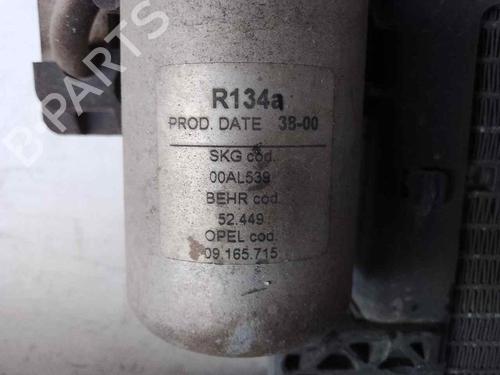 B-PARTS
R134a
PROD. DATE 38-00
SKG cod.
00AL539
BEHR cod.
52.449
OPEL cod.
09.165.715